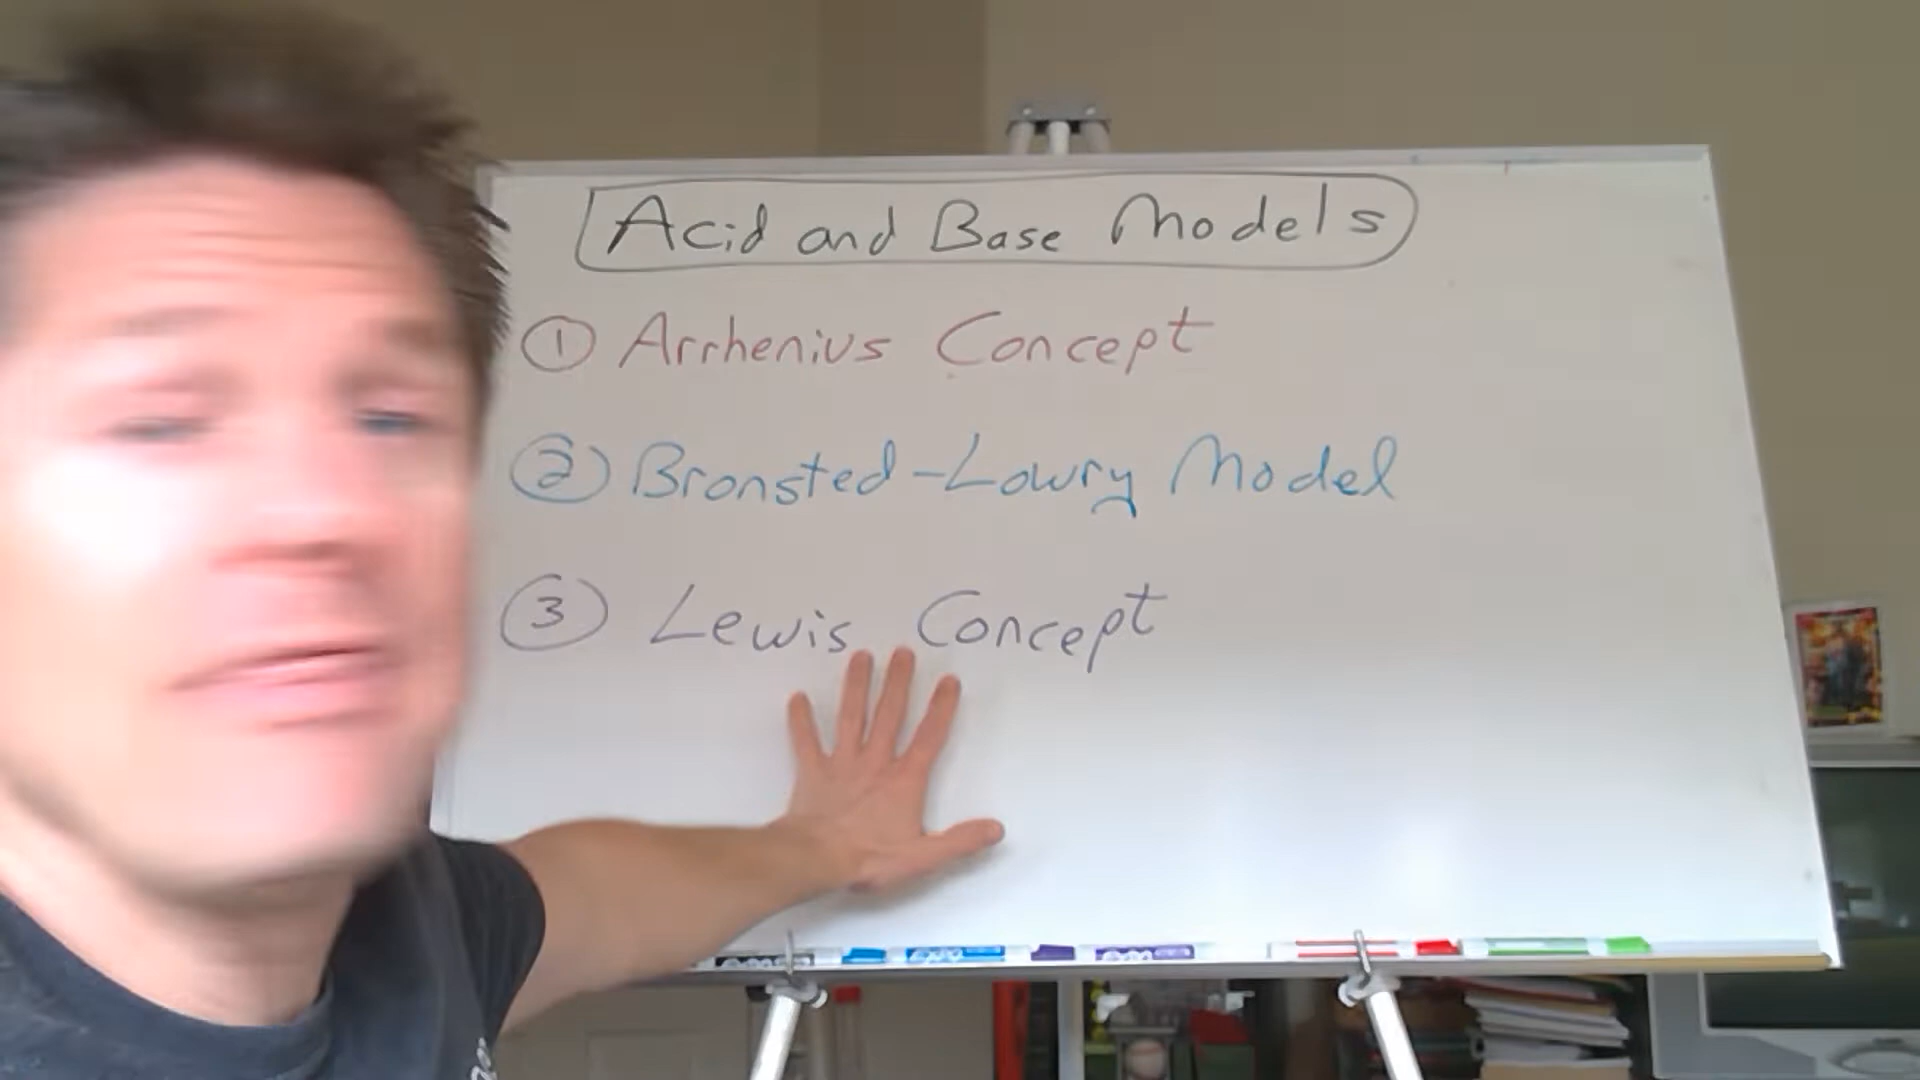 Acid and Base Models
① Arrhenius Concept
② Bronsted-Lowry Model
③ Lewis Concept